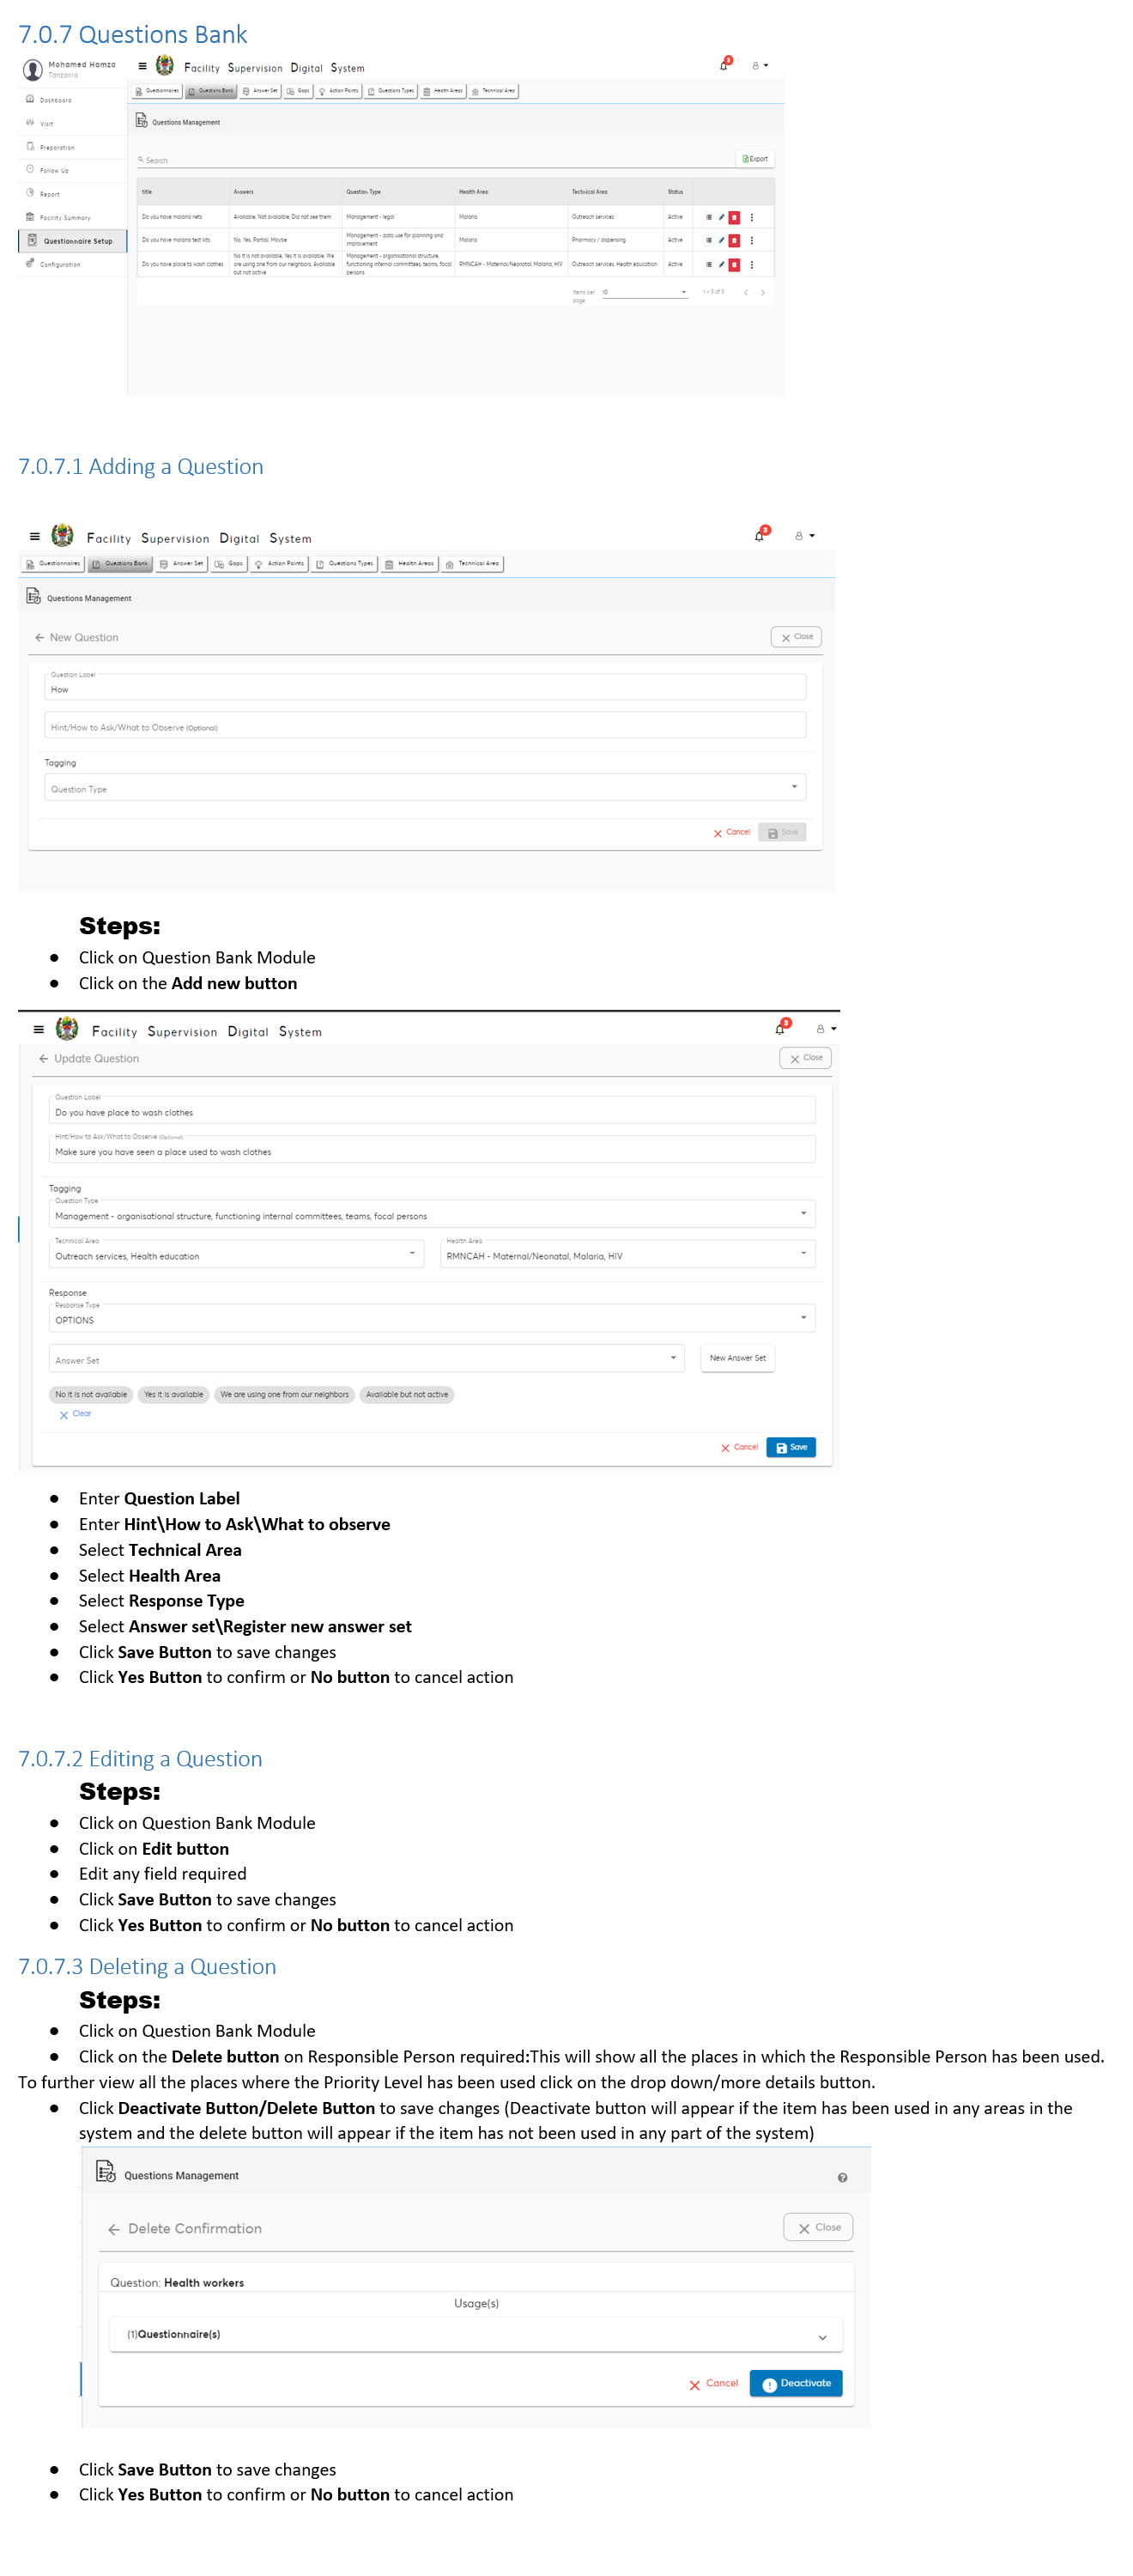 7.0.7 Questions Bank
Mohamed Hamza
Tanzania
Facility Supervision Digital System
3
Questionnaires
Questions Bank
Answer Set
Gaps
Action Points
Questions Types
Health Areas
Technical Area
Dashboard
Visit
Preparation
Follow Up
Report
Facility Summary
Questionnaire Setup
Configuration
Questions Management
Search
Export
title Answers Question Type Health Area Technical Area Status
Do you have malaria nets Available, Not available, Did not see them Management - legal Malaria Outreach services Active
Do you have malaria test kits No, Yes, Partial, Maybe Management - data use for planning and improvement Malaria Pharmacy / dispensing Active
Do you have place to wash clothes No it is not available, Yes it is available, We are using one from our neighbors, Available but not active Management - organisational structure, functioning internal committees, teams, focal persons RMNCAH - Maternal/Neonatal, Malaria, HIV Outreach services, Health education Active
Items per page: 10 1 – 3 of 3
7.0.7.1 Adding a Question
Facility Supervision Digital System
3
Questionnaires
Questions Bank
Answer Set
Gaps
Action Points
Questions Types
Health Areas
Technical Area
Questions Management
New Question
Close
Question Label
How
Hint/How to Ask/What to Observe (Optional)
Tagging
Question Type
Cancel
Save
Steps:
● Click on Question Bank Module
● Click on the Add new button
Facility Supervision Digital System
3
Update Question
Close
Question Label
Do you have place to wash clothes
Hint/How to Ask/What to Observe (Optional)
Make sure you have seen a place used to wash clothes
Tagging
Question Type
Management - organisational structure, functioning internal committees, teams, focal persons
Technical Area
Outreach services, Health education
Health Area
RMNCAH - Maternal/Neonatal, Malaria, HIV
Response
Response Type
OPTIONS
Answer Set
New Answer Set
No it is not available
Yes it is available
We are using one from our neighbors
Available but not active
Clear
Cancel
Save
● Enter Question Label
● Enter Hint\How to Ask\What to observe
● Select Technical Area
● Select Health Area
● Select Response Type
● Select Answer set\Register new answer set
● Click Save Button to save changes
● Click Yes Button to confirm or No button to cancel action
7.0.7.2 Editing a Question
Steps:
● Click on Question Bank Module
● Click on Edit button
● Edit any field required
● Click Save Button to save changes
● Click Yes Button to confirm or No button to cancel action
7.0.7.3 Deleting a Question
Steps:
● Click on Question Bank Module
● Click on the Delete button on Responsible Person required:This will show all the places in which the Responsible Person has been used.
To further view all the places where the Priority Level has been used click on the drop down/more details button.
● Click Deactivate Button/Delete Button to save changes (Deactivate button will appear if the item has been used in any areas in the
system and the delete button will appear if the item has not been used in any part of the system)
Questions Management
Delete Confirmation
Close
Question: Health workers
Usage(s)
(1)Questionnaire(s)
Cancel
Deactivate
● Click Save Button to save changes
● Click Yes Button to confirm or No button to cancel action